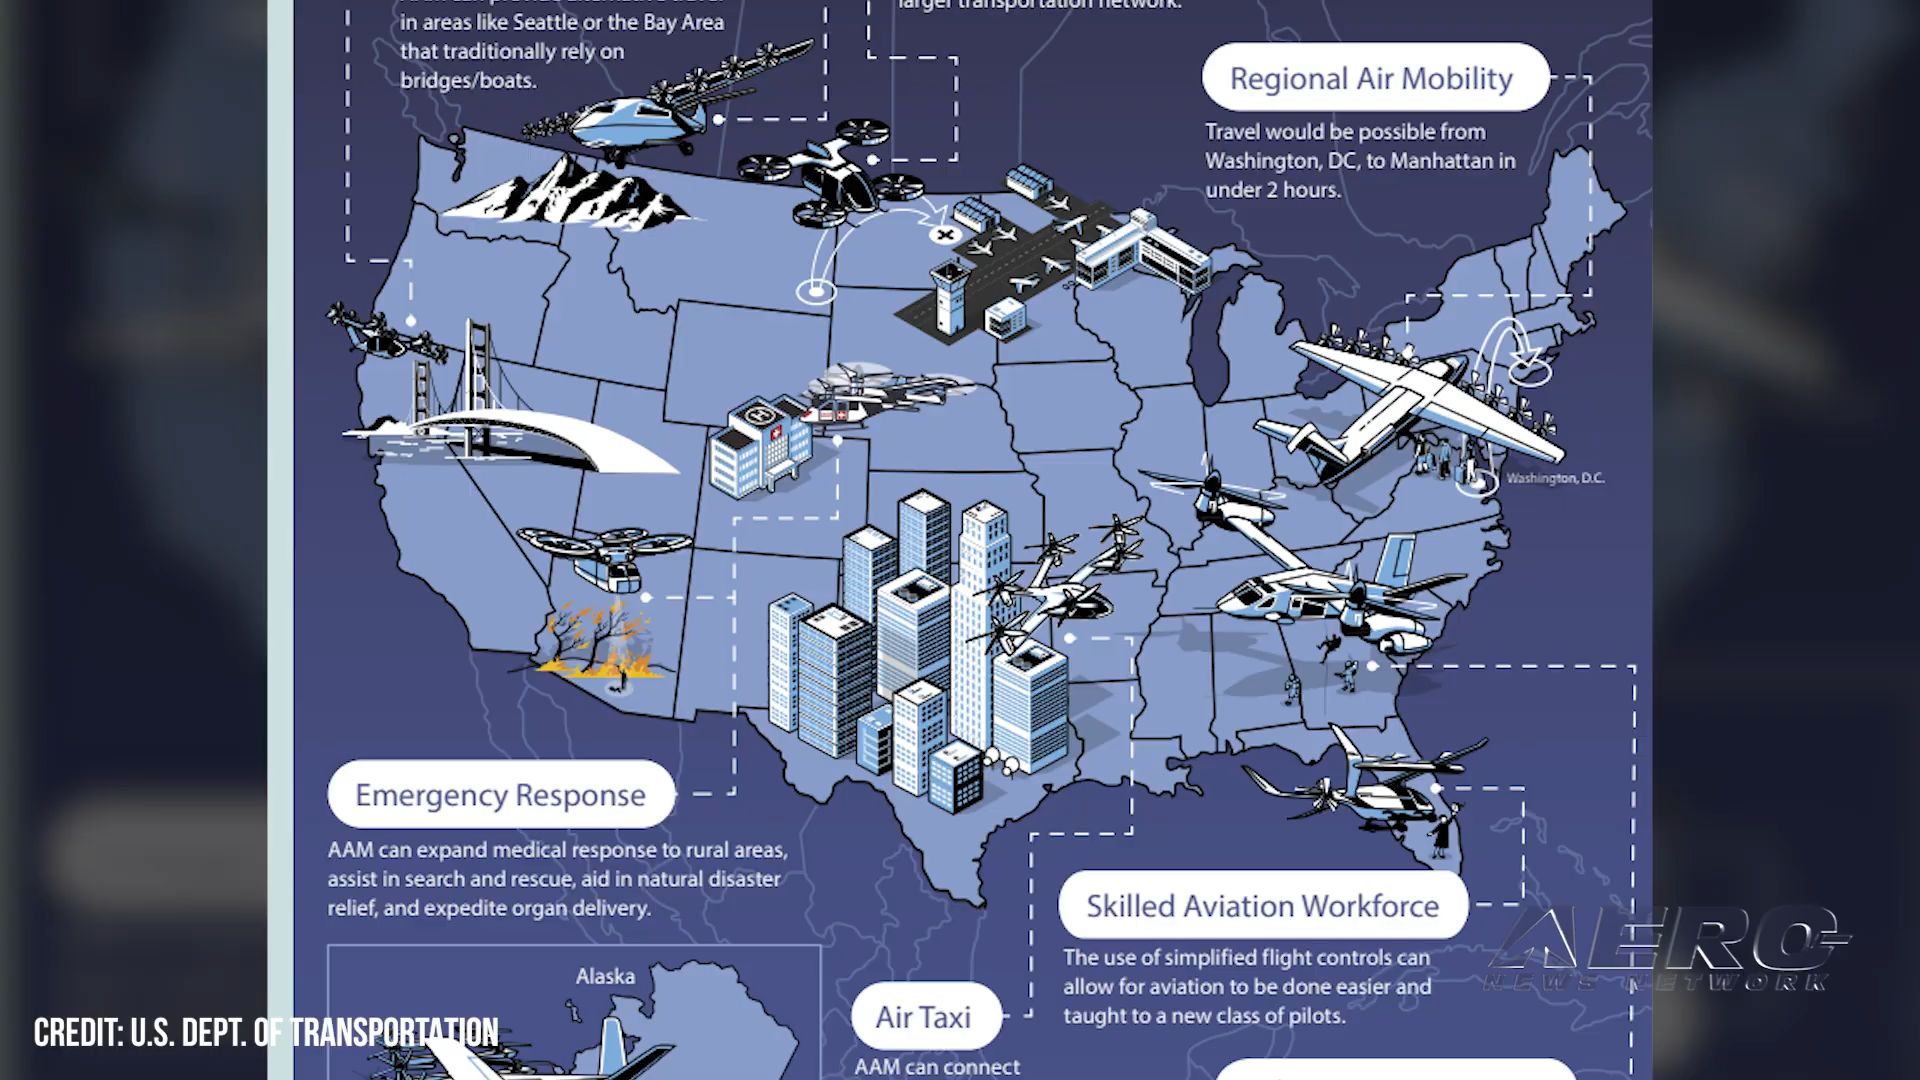 in areas like Seattle or the Bay Area
that traditionally rely on
bridges/boats.
larger transportation network.
Regional Air Mobility
Travel would be possible from
Washington, DC, to Manhattan in
under 2 hours.
H
Washington, D.C.
Emergency Response
AAM can expand medical response to rural areas,
assist in search and rescue, aid in natural disaster
relief, and expedite organ delivery.
Skilled Aviation Workforce
The use of simplified flight controls can
allow for aviation to be done easier and
taught to a new class of pilots.
Alaska
Air Taxi
AAM can connect
AERO
NEWS NETWORK
CREDIT: U.S. DEPT. OF TRANSPORTATION